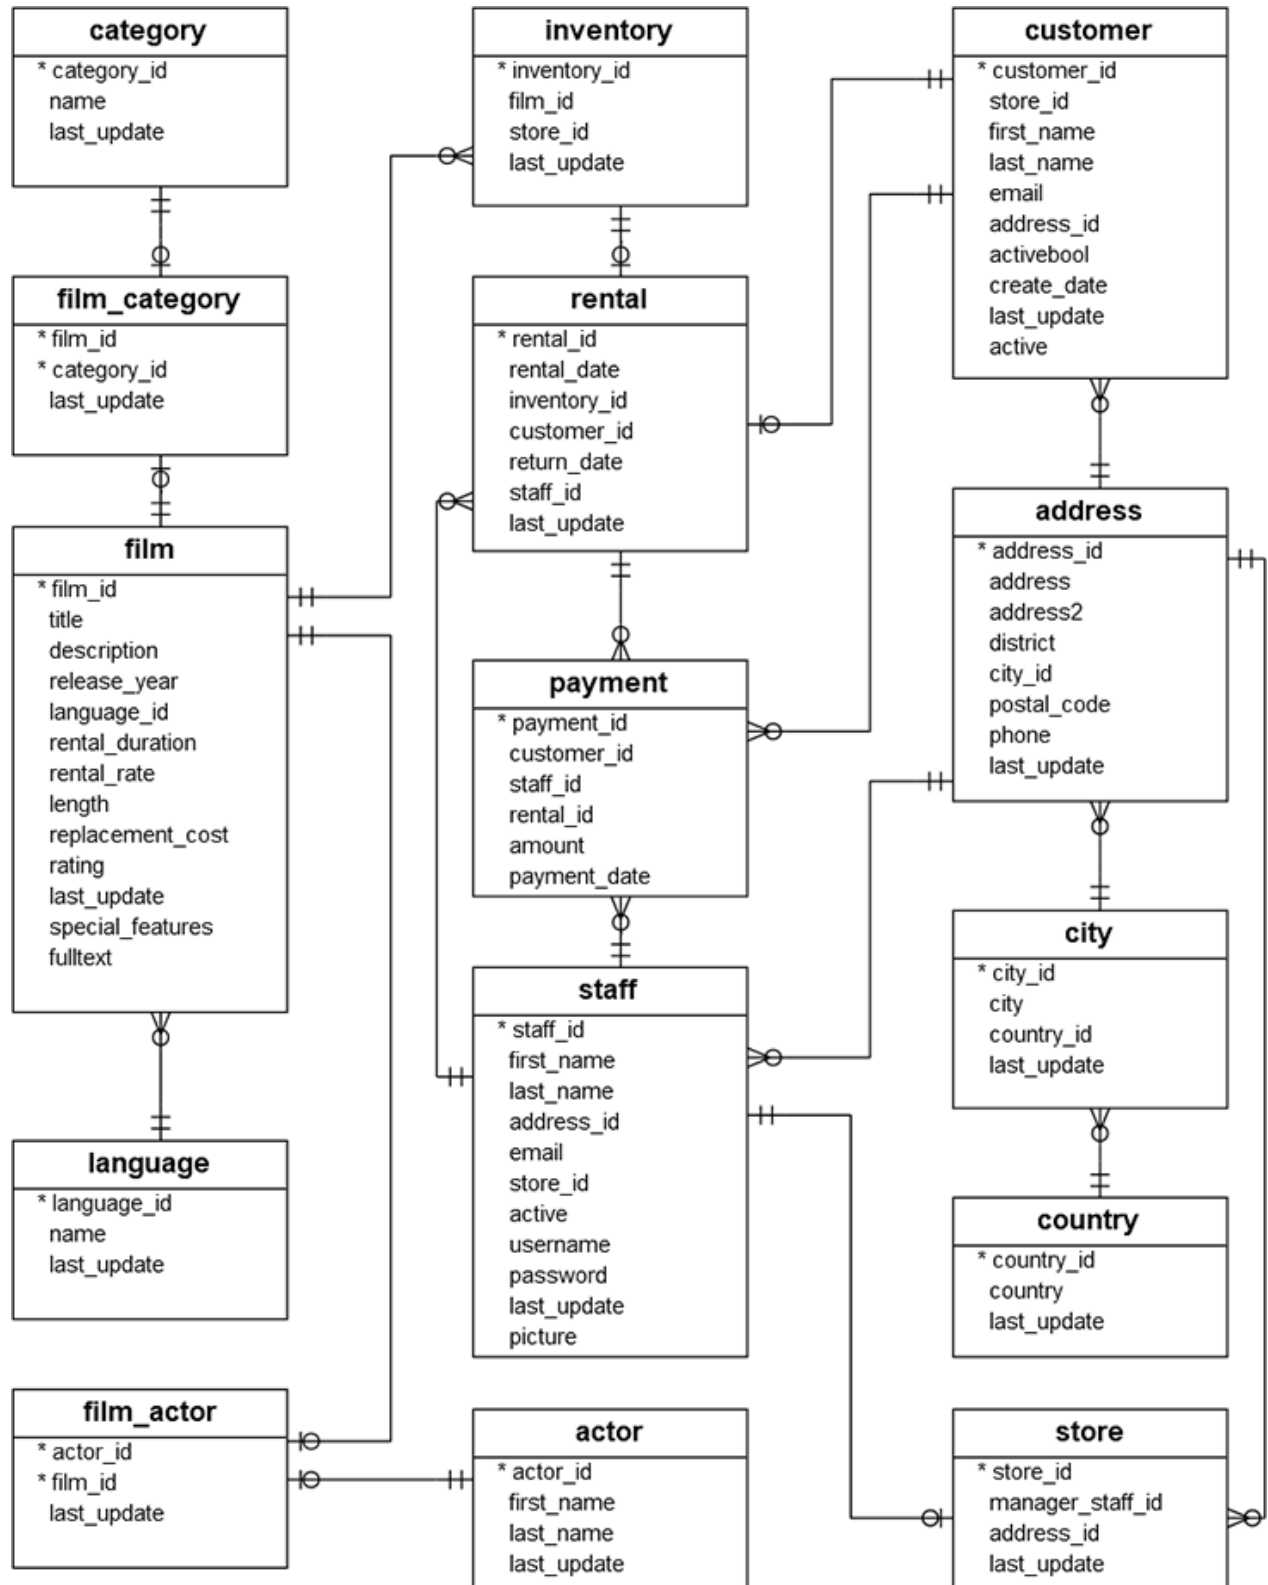 category
* category_id
name
last_update
film_category
* film_id
* category_id
last_update
film
* film_id
title
description
release_year
language_id
rental_duration
rental_rate
length
replacement_cost
rating
last_update
special_features
fulltext
language
* language_id
name
last_update
film_actor
* actor_id
* film_id
last_update
inventory
* inventory_id
film_id
store_id
last_update
rental
* rental_id
rental_date
inventory_id
customer_id
return_date
staff_id
last_update
payment
* payment_id
customer_id
staff_id
rental_id
amount
payment_date
staff
* staff_id
first_name
last_name
address_id
email
store_id
active
username
password
last_update
picture
actor
* actor_id
first_name
last_name
last_update
customer
* customer_id
store_id
first_name
last_name
email
address_id
activebool
create_date
last_update
active
address
* address_id
address
address2
district
city_id
postal_code
phone
last_update
city
* city_id
city
country_id
last_update
country
* country_id
country
last_update
store
* store_id
manager_staff_id
address_id
last_update